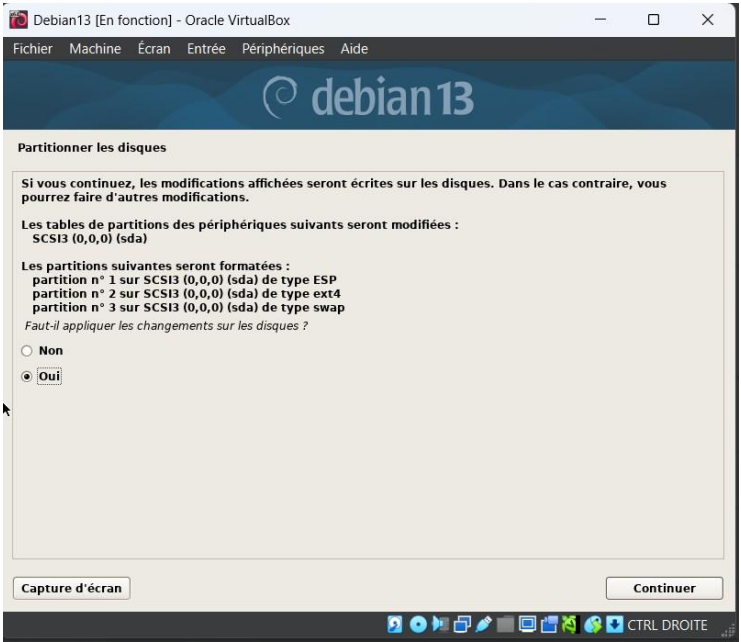 Debian13 [En fonction] - Oracle VirtualBox
Fichier Machine Écran Entrée Périphériques Aide
debian 13
Partitionner les disques
Si vous continuez, les modifications affichées seront écrites sur les disques. Dans le cas contraire, vous
pourrez faire d'autres modifications.
Les tables de partitions des périphériques suivants seront modifiées :
SCSI3 (0,0,0) (sda)
Les partitions suivantes seront formatées :
partition n° 1 sur SCSI3 (0,0,0) (sda) de type ESP
partition n° 2 sur SCSI3 (0,0,0) (sda) de type ext4
partition n° 3 sur SCSI3 (0,0,0) (sda) de type swap
Faut-il appliquer les changements sur les disques ?
Non
Oui
Capture d'écran Continuer
CTRL DROITE